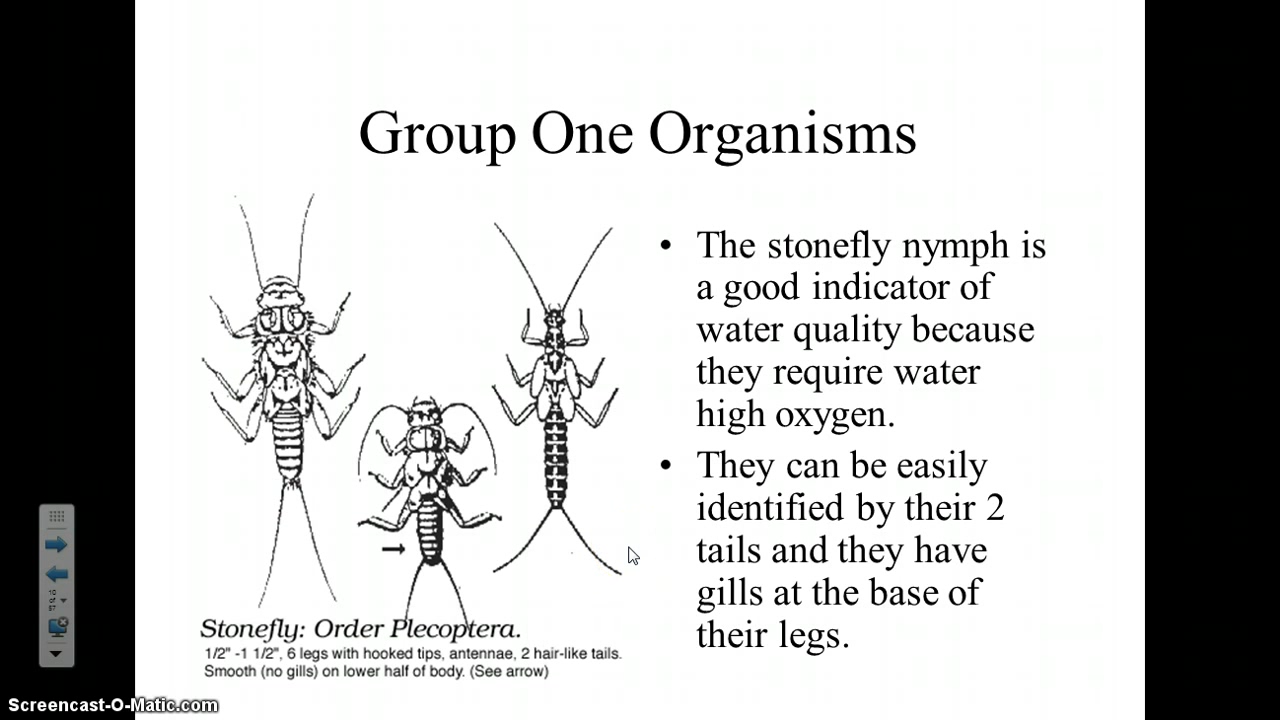 Group One Organisms
• The stonefly nymph is
a good indicator of
water quality because
they require water
high oxygen.
• They can be easily
identified by their 2
tails and they have
gills at the base of
their legs.
Stonefly: Order Plecoptera.
1/2" -1 1/2", 6 legs with hooked tips, antennae, 2 hair-like tails.
Smooth (no gills) on lower half of body. (See arrow)
Screencast-O-Matic.com